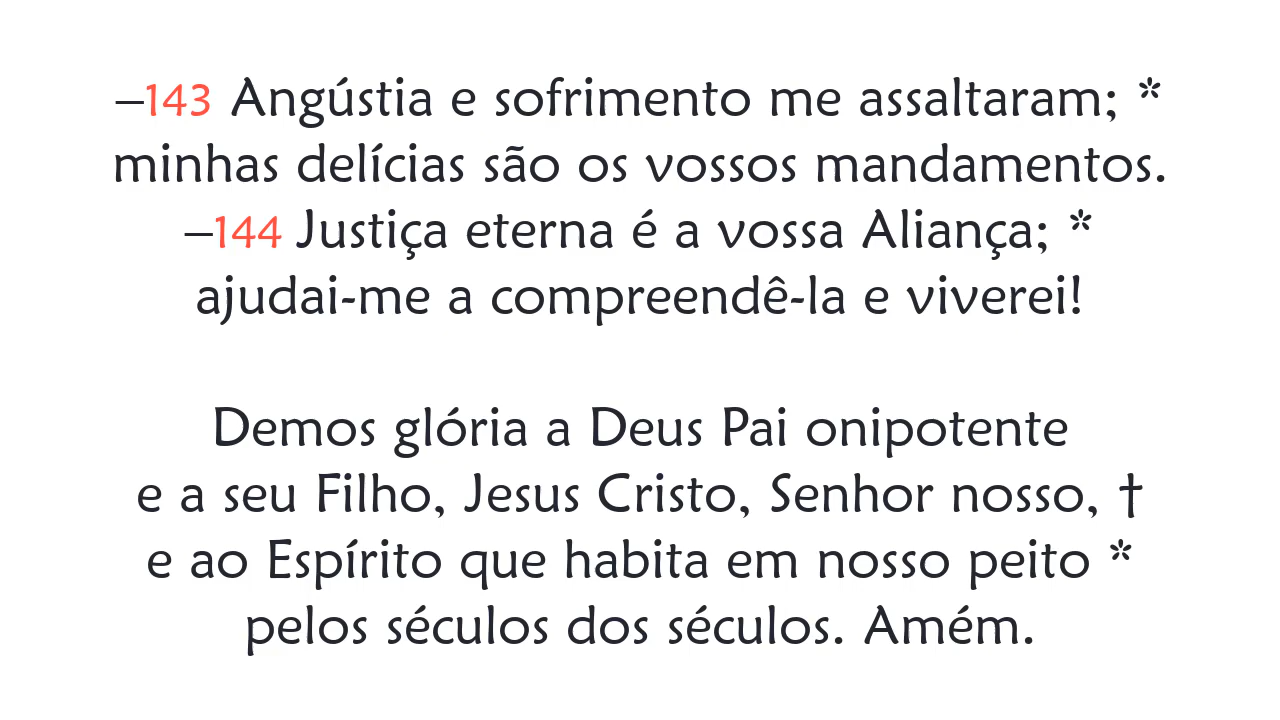 –143 Angústia e sofrimento me assaltaram; *
minhas delícias são os vossos mandamentos.
–144 Justiça eterna é a vossa Aliança; *
ajudai-me a compreendê-la e viverei!
Demos glória a Deus Pai onipotente
e a seu Filho, Jesus Cristo, Senhor nosso, †
e ao Espírito que habita em nosso peito *
pelos séculos dos séculos. Amém.